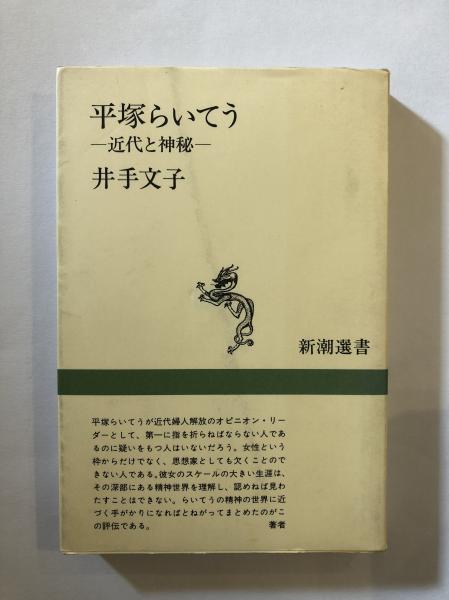 平塚らいてう
―近代と神秘―
井手文子
新潮選書
平塚らいてうが近代婦人解放のオピニオン・リー
ダーとして、第一に指を折らねばならない人であ
るのに疑いをもつ人はいないだろう。女性という
枠からだけでなく、思想家としても欠くことので
きない人である。彼女のスケールの大きい生涯は、
その深部にある精神世界を理解し、認めねば見わ
たすことはできない。らいてうの精神の世界に近
づく手がかりになればとねがってまとめたのがこ
の評伝である。 著者